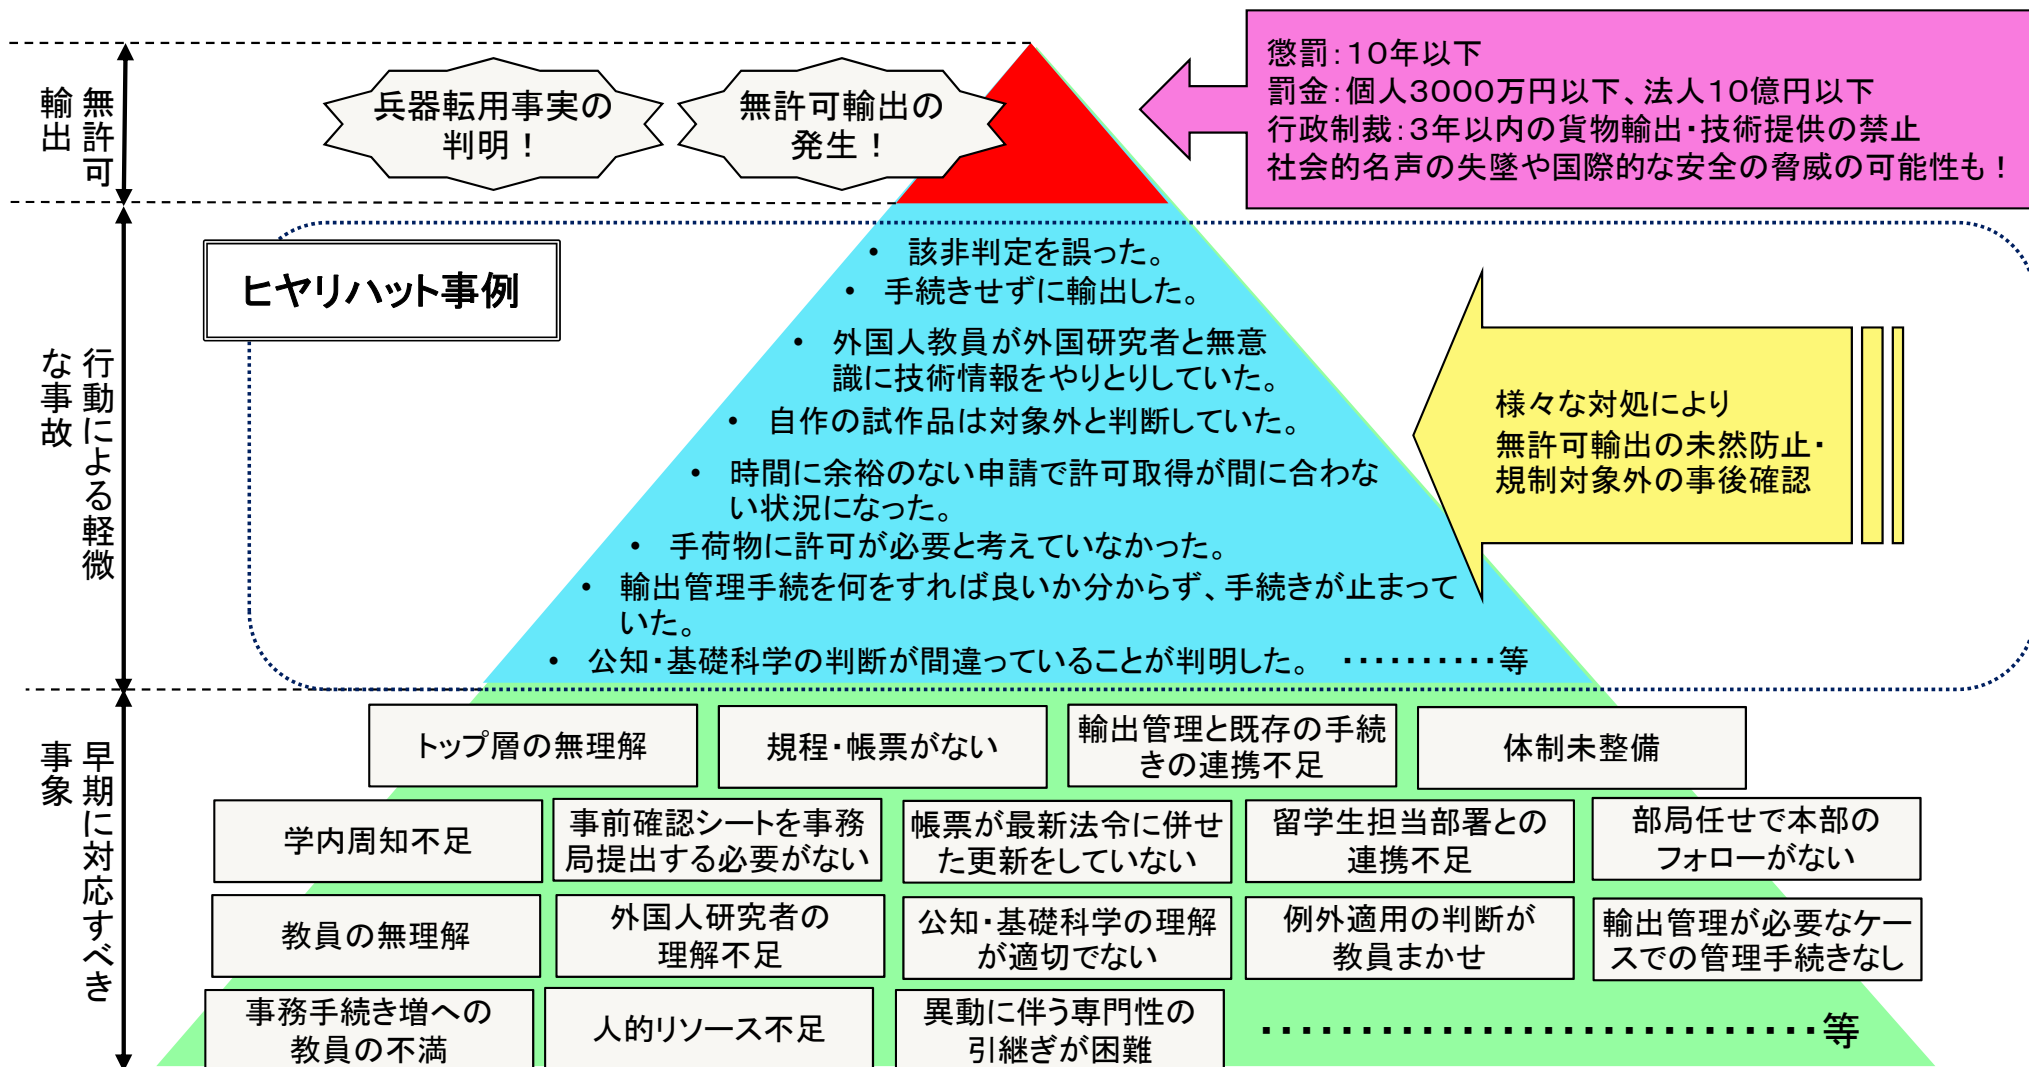 無許可
輸出
兵器転用事実の
判明！
無許可輸出の
発生！
懲罰：１０年以下
罰金：個人３０００万円以下、法人１０億円以下
行政制裁：３年以内の貨物輸出・技術提供の禁止
社会的名声の失墜や国際的な安全の脅威の可能性も！
行動による軽微
な事故
ヒヤリハット事例
• 該非判定を誤った。
• 手続きせずに輸出した。
• 外国人教員が外国研究者と無意
識に技術情報をやりとりしていた。
• 自作の試作品は対象外と判断していた。
• 時間に余裕のない申請で許可取得が間に合わな
い状況になった。
• 手荷物に許可が必要と考えていなかった。
• 輸出管理手続を何をすれば良いか分からず、手続きが止まって
いた。
• 公知・基礎科学の判断が間違っていることが判明した。 ・・・・・・・・・・等
様々な対処により
無許可輸出の未然防止・
規制対象外の事後確認
早期に対応すべき
事象
トップ層の無理解
規程・帳票がない
輸出管理と既存の手続
きの連携不足
体制未整備
学内周知不足
事前確認シートを事務
局提出する必要がない
帳票が最新法令に併せ
た更新をしていない
留学生担当部署との
連携不足
部局任せで本部の
フォローがない
教員の無理解
外国人研究者の
理解不足
公知・基礎科学の理解
が適切でない
例外適用の判断が
教員まかせ
輸出管理が必要なケー
スでの管理手続きなし
事務手続き増への
教員の不満
人的リソース不足
異動に伴う専門性の
引継ぎが困難
・・・・・・・・・・・・・・・・・・・・・・・・・・・・等